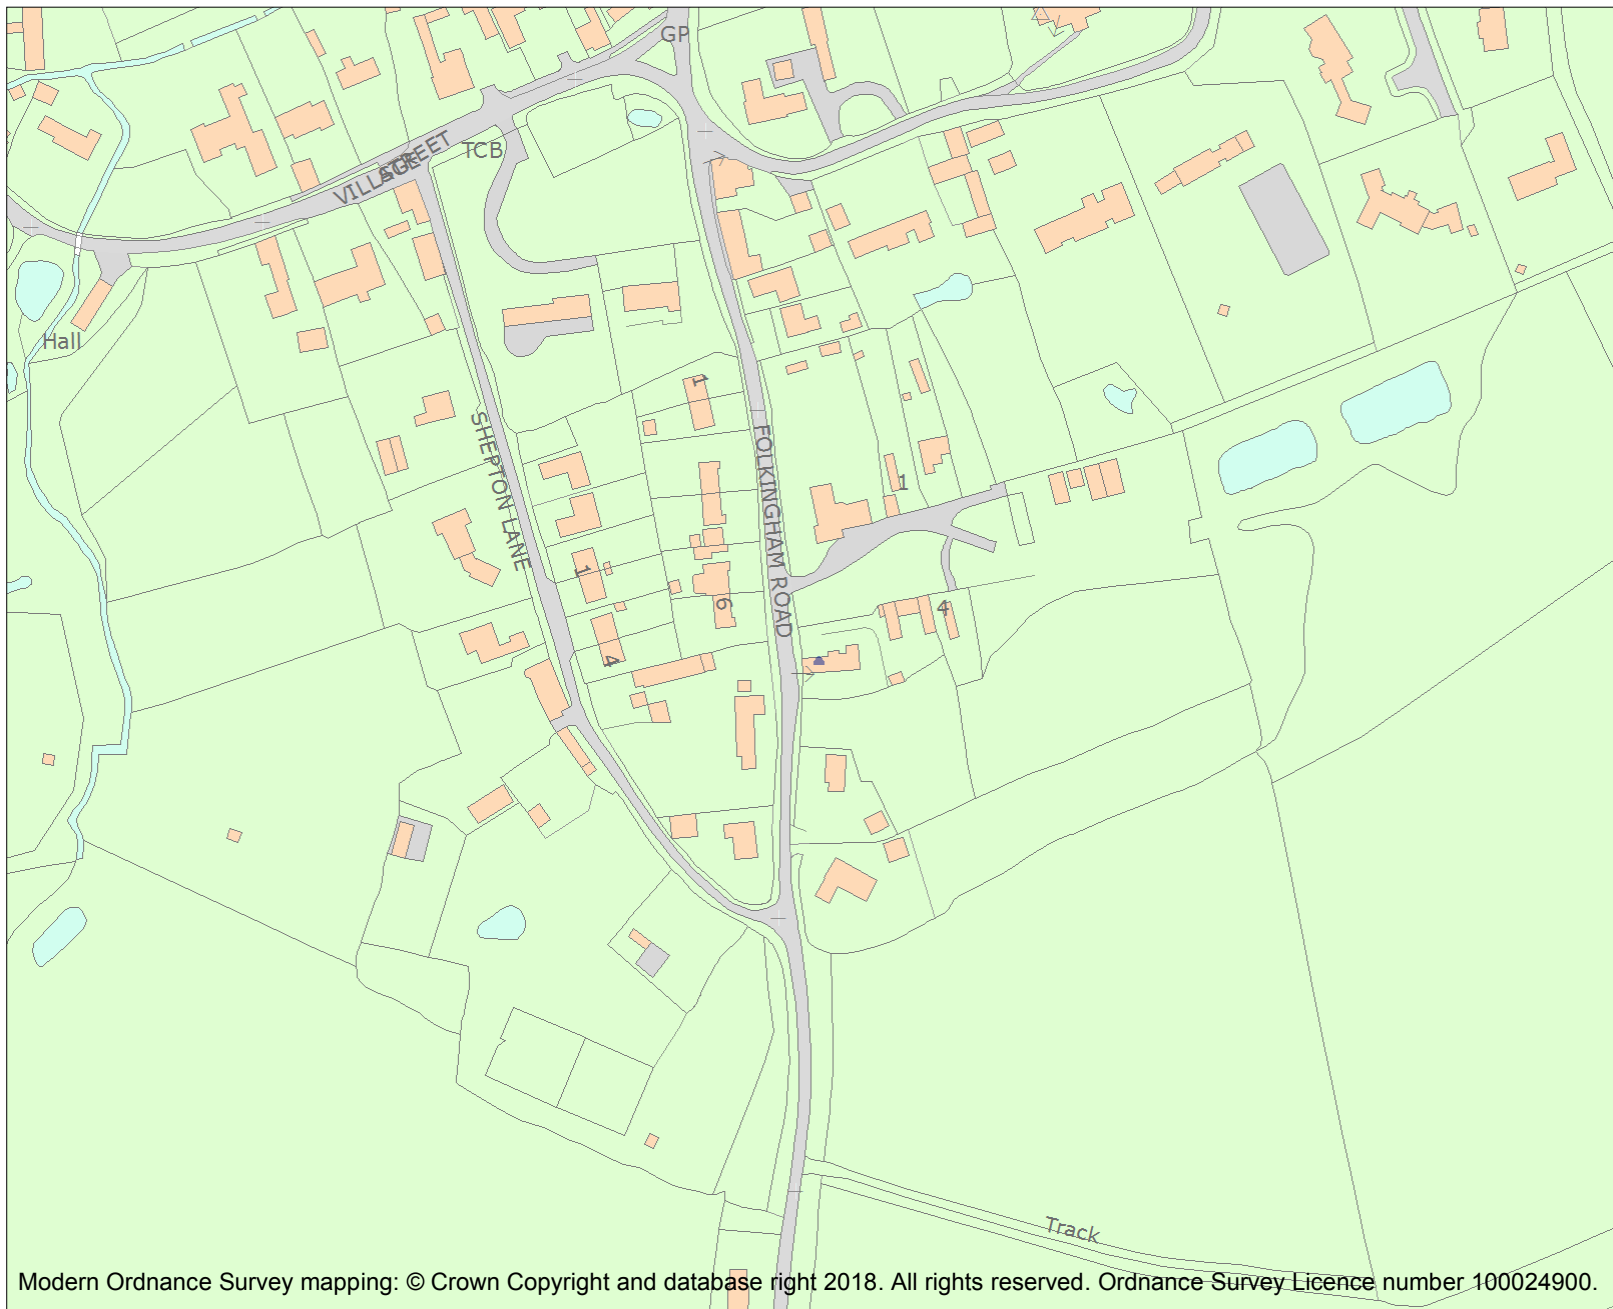 GP
TCB
VILLAGE STREET
Hall
1
SHEPTON LANE
FOLKINGHAM ROAD
1
1
6
4
4
Track
Modern Ordnance Survey mapping: © Crown Copyright and database right 2018. All rights reserved. Ordnance Survey Licence number 100024900.